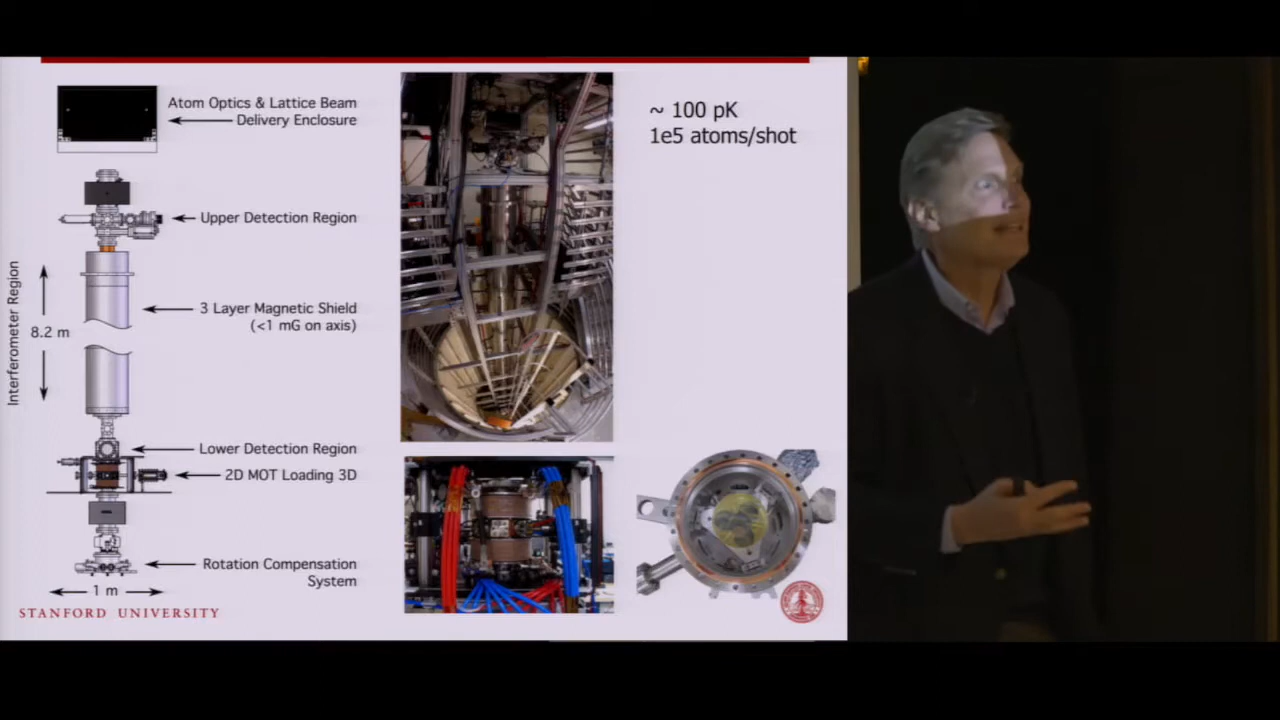 Atom Optics & Lattice Beam
Delivery Enclosure
Upper Detection Region
3 Layer Magnetic Shield
(<1 mG on axis)
Interferometer Region
8.2 m
Lower Detection Region
2D MOT Loading 3D
Rotation Compensation
System
1 m
STANFORD UNIVERSITY
~ 100 pK
1e5 atoms/shot